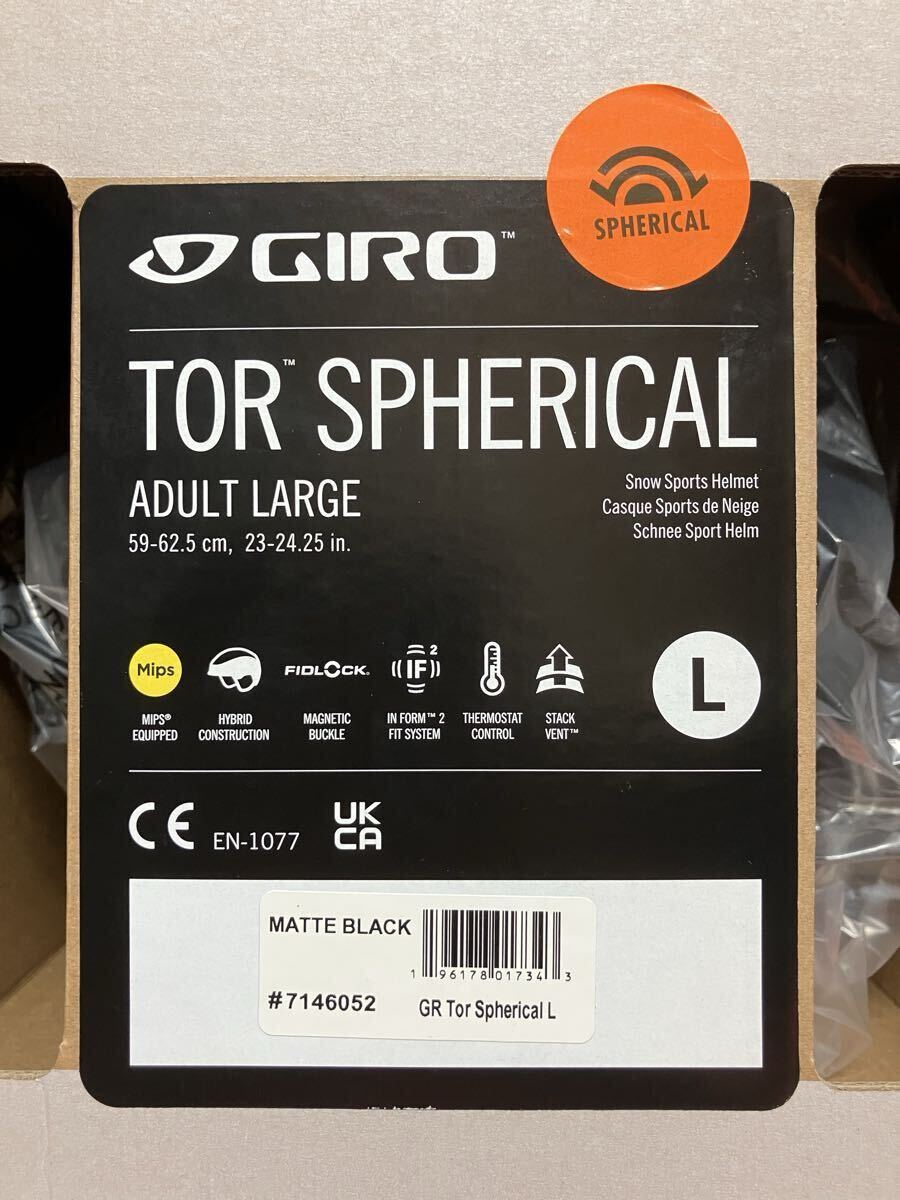 SPHERICAL
GIRO™
TOR™ SPHERICAL
ADULT LARGE
59-62.5 cm, 23-24.25 in.
Snow Sports Helmet
Casque Sports de Neige
Schnee Sport Helm
Mips
MIPS®
EQUIPPED
HYBRID
CONSTRUCTION
FIDLOCK®
MAGNETIC
BUCKLE
IF 2
IN FORM™ 2
FIT SYSTEM
THERMOSTAT
CONTROL
STACK
VENT™
L
CE EN-1077
UK
CA
MATTE BLACK
1 96178 01734 3
#7146052
GR Tor Spherical L